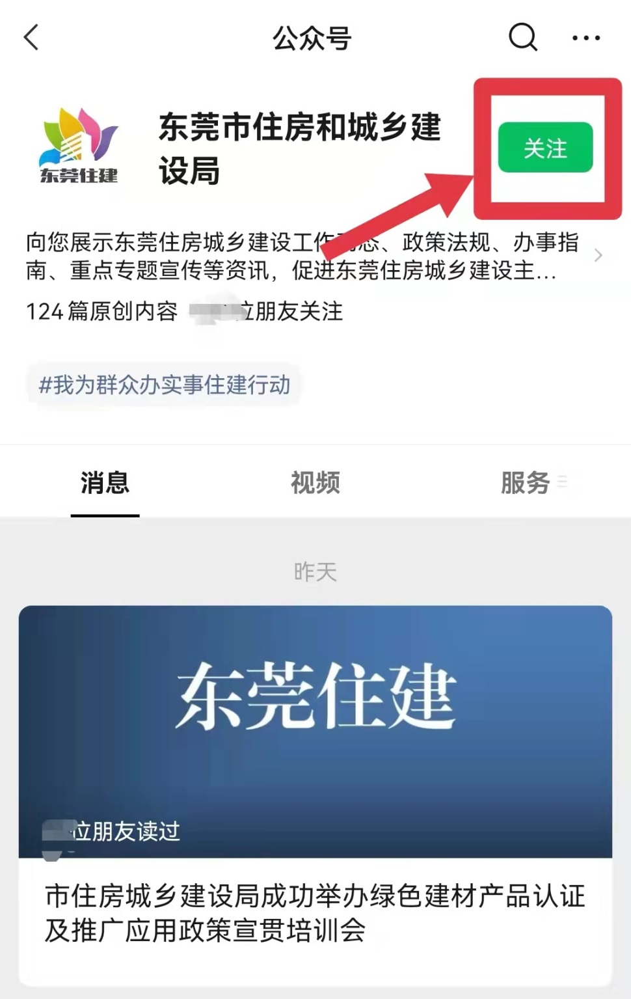 公众号
东莞市住房和城乡建
设局
关注
东莞住建
向您展示东莞住房城乡建设工作、政策法规、办事指
南、重点专题宣传等资讯，促进东莞住房城乡建设主...
124篇原创内容 位朋友关注
#我为群众办实事住建行动
消息 视频 服务
昨天
东莞住建
位朋友读过
市住房城乡建设局成功举办绿色建材产品认证
及推广应用政策宣贯培训会